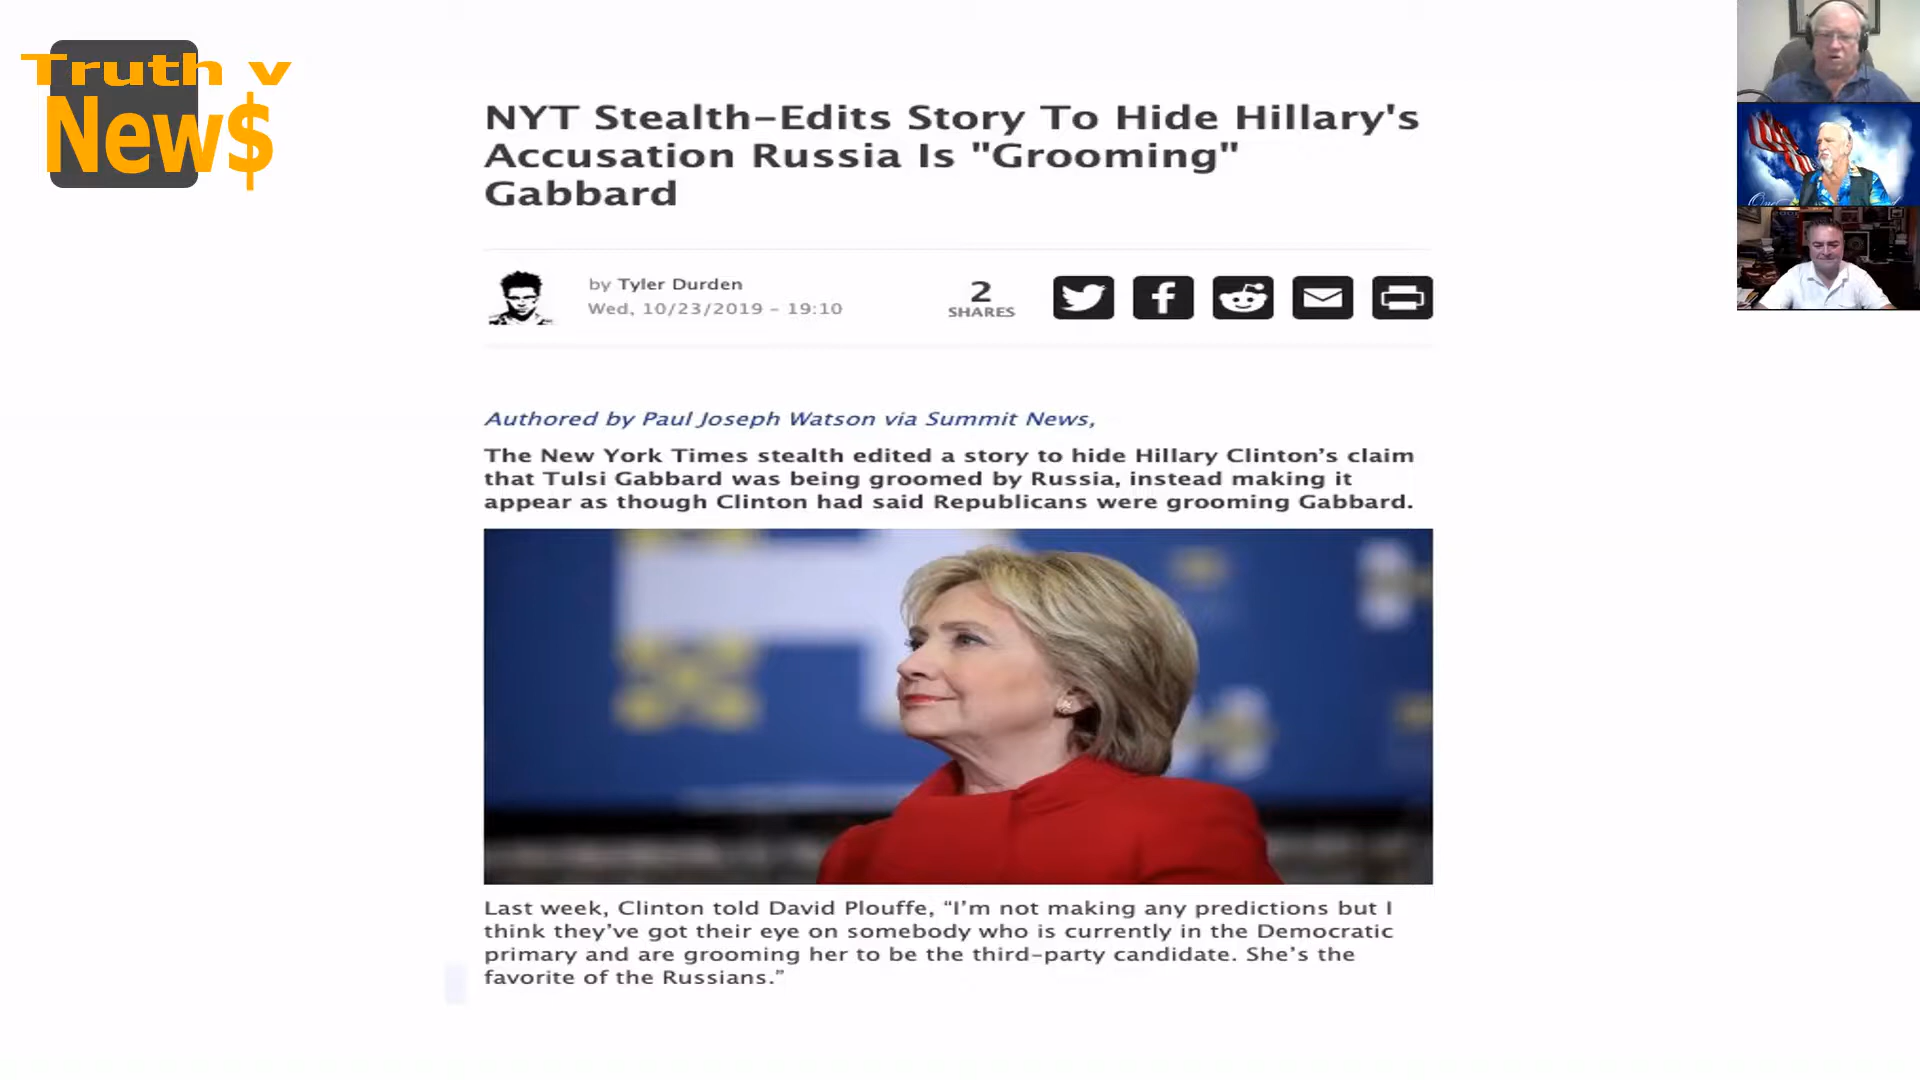 Truth v
New$
NYT Stealth-Edits Story To Hide Hillary's
Accusation Russia Is "Grooming"
Gabbard
by Tyler Durden
Wed, 10/23/2019 - 19:10
2
SHARES
Authored by Paul Joseph Watson via Summit News,
The New York Times stealth edited a story to hide Hillary Clinton’s claim
that Tulsi Gabbard was being groomed by Russia, instead making it
appear as though Clinton had said Republicans were grooming Gabbard.
Last week, Clinton told David Plouffe, “I’m not making any predictions but I
think they’ve got their eye on somebody who is currently in the Democratic
primary and are grooming her to be the third-party candidate. She’s the
favorite of the Russians.”